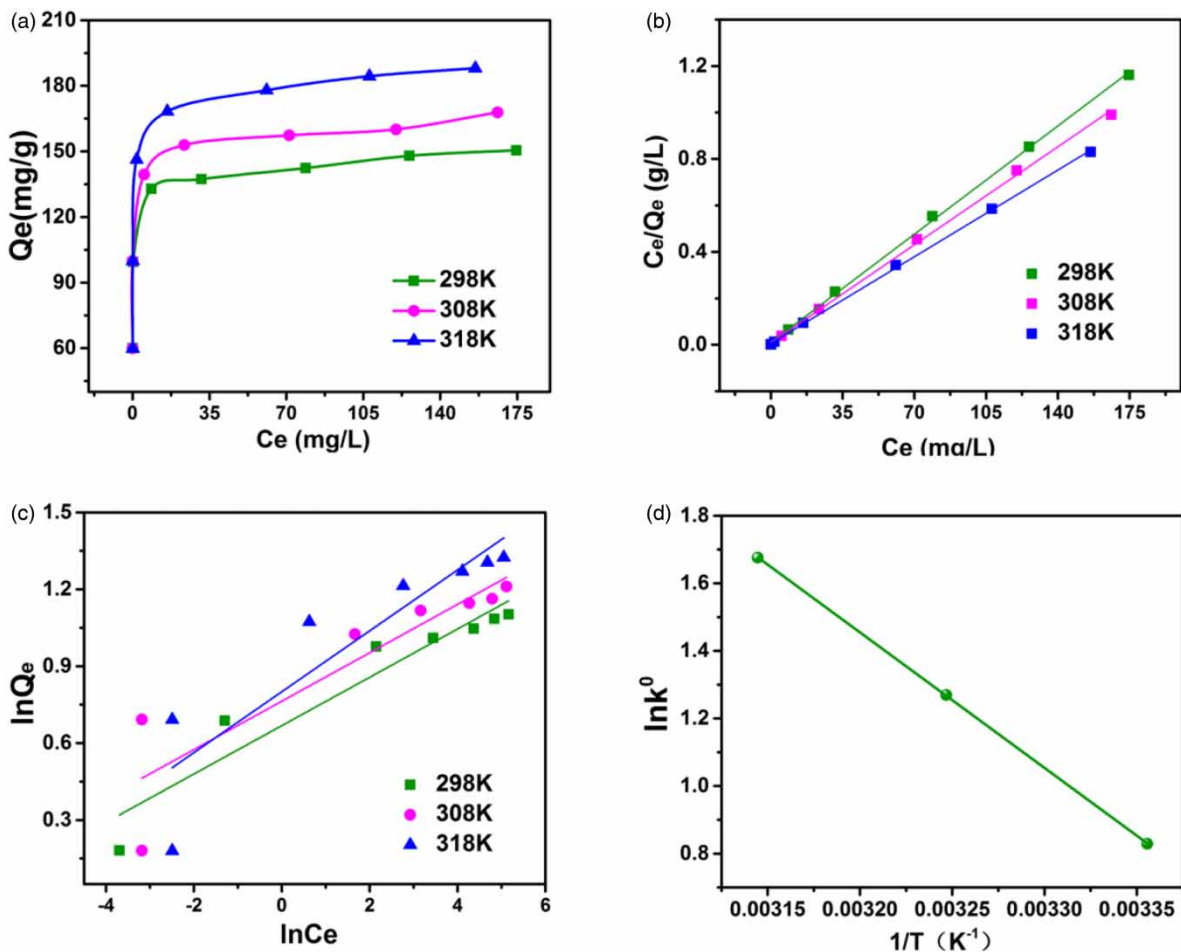 (a)
210
180
150
120
90
60
Qe(mg/g)
298K
308K
318K
0 35 70 105 140 175
Ce (mg/L)
(b)
1.2
0.8
0.4
0.0
Ce/Qe (g/L)
298K
308K
318K
0 35 70 105 140 175
Ce (mg/L)
(c)
1.5
1.2
0.9
0.6
0.3
lnQe
298K
308K
318K
-4 -2 0 2 4 6
lnCe
(d)
1.8
1.6
1.4
1.2
1.0
0.8
lnk⁰
0.00315 0.00320 0.00325 0.00330 0.00335
1/T (K⁻¹)